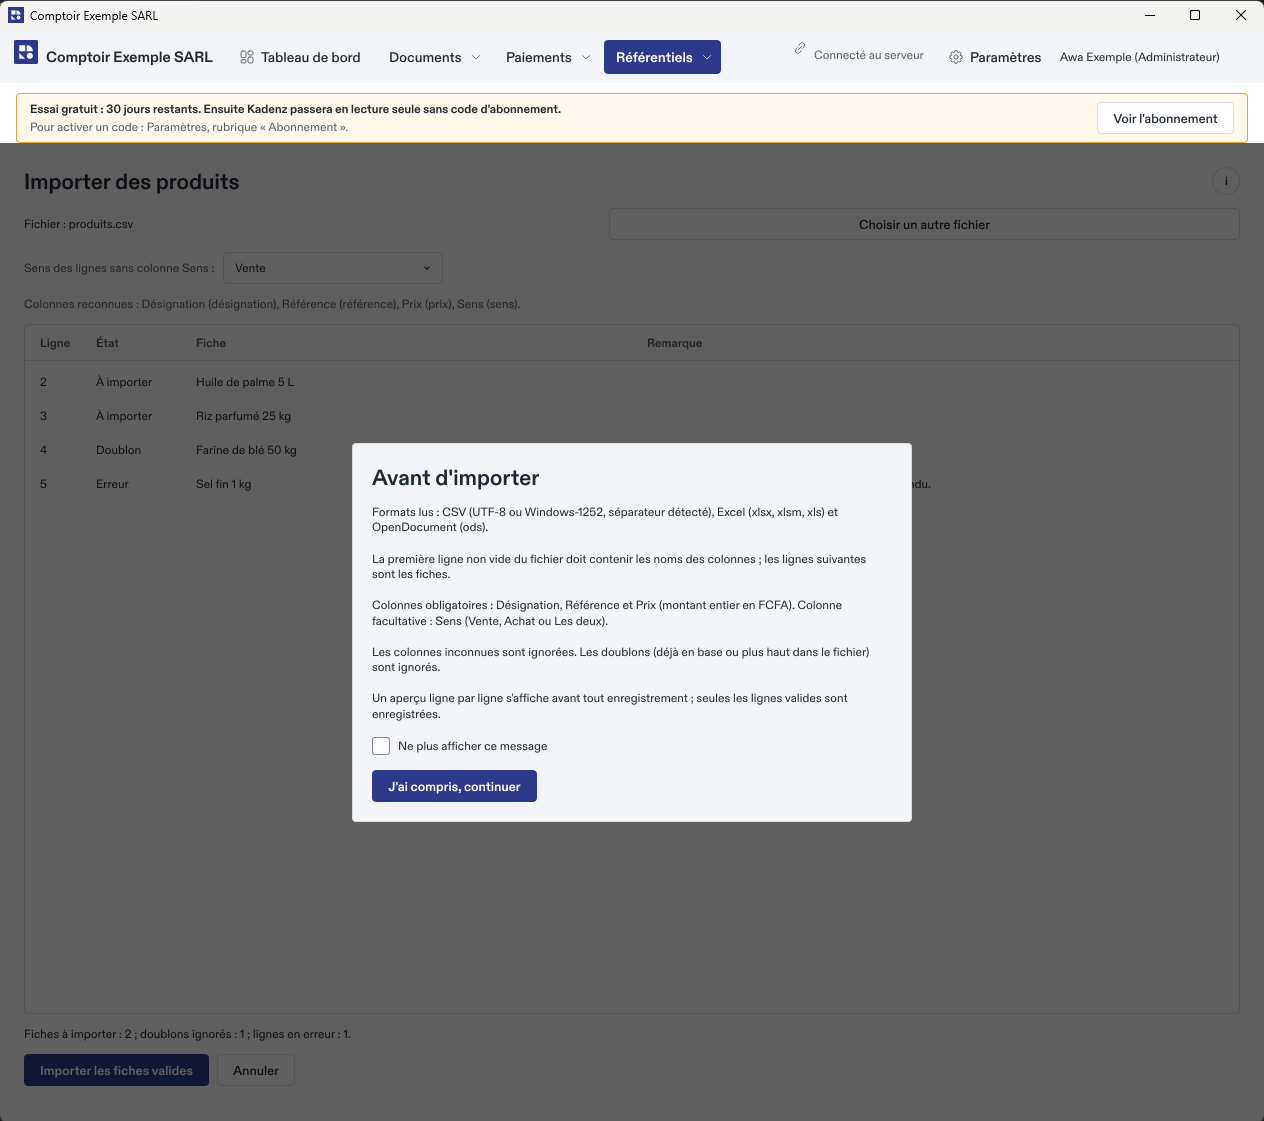 Comptoir Exemple SARL
Comptoir Exemple SARL
Tableau de bord
Documents
Paiements
Référentiels
Connecté au serveur
Paramètres
Awa Exemple (Administrateur)
Essai gratuit : 30 jours restants. Ensuite Kadenz passera en lecture seule sans code d'abonnement.
Pour activer un code : Paramètres, rubrique « Abonnement ».
Voir l'abonnement
Importer des produits
i
Fichier : produits.csv
Choisir un autre fichier
Sens des lignes sans colonne Sens :
Vente
Colonnes reconnues : Désignation (désignation), Référence (référence), Prix (prix), Sens (sens).
Ligne État Fiche Remarque
2 À importer Huile de palme 5 L
3 À importer Riz parfumé 25 kg
4 Doublon Farine de blé 50 kg
5 Erreur Sel fin 1 kg
Avant d'importer
Formats lus : CSV (UTF-8 ou Windows-1252, séparateur détecté), Excel (xlsx, xlsm, xls) et
OpenDocument (ods).
La première ligne non vide du fichier doit contenir les noms des colonnes ; les lignes suivantes
sont les fiches.
Colonnes obligatoires : Désignation, Référence et Prix (montant entier en FCFA). Colonne
facultative : Sens (Vente, Achat ou Les deux).
Les colonnes inconnues sont ignorées. Les doublons (déjà en base ou plus haut dans le fichier)
sont ignorés.
Un aperçu ligne par ligne s'affiche avant tout enregistrement ; seules les lignes valides sont
enregistrées.
Ne plus afficher ce message
J'ai compris, continuer
Fiches à importer : 2 ; doublons ignorés : 1 ; lignes en erreur : 1.
Importer les fiches valides
Annuler